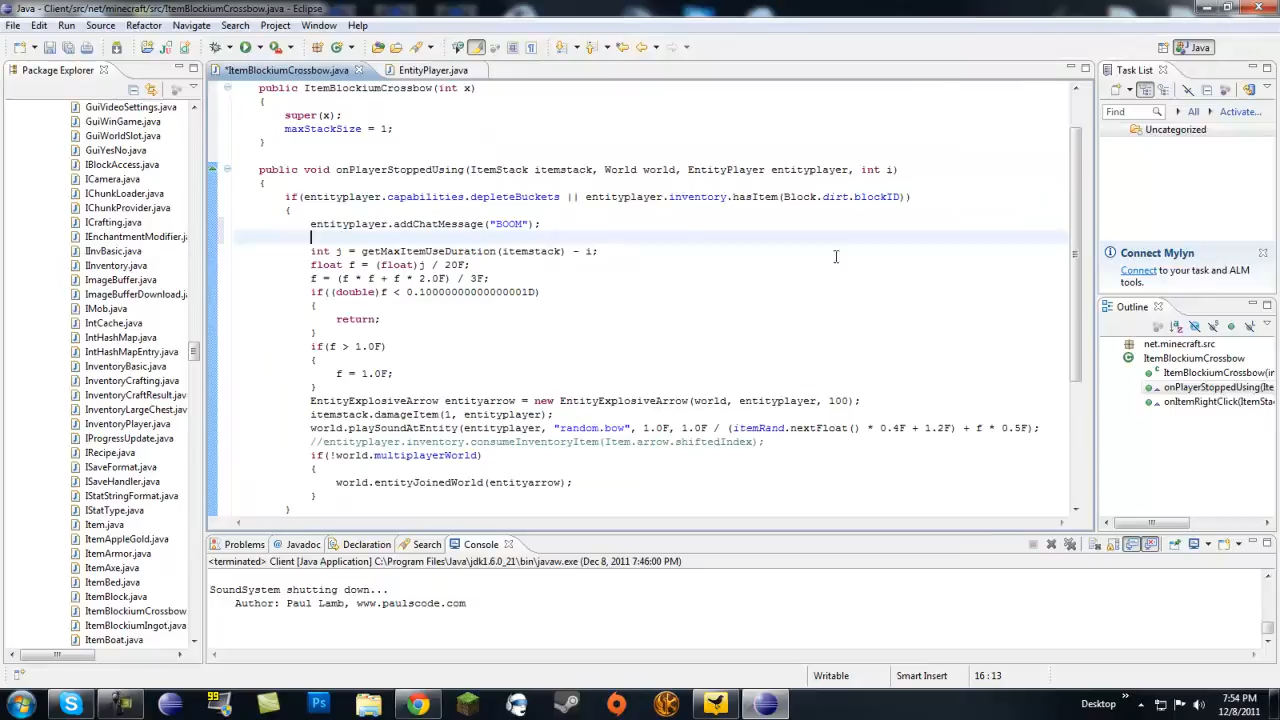 Java - Client/src/net/minecraft/src/ItemBlockiumCrossbow.java - Eclipse
File Edit Source Refactor Navigate Search Project Window Help
Java
Package Explorer
*ItemBlockiumCrossbow.java
EntityPlayer.java
Task List
GuiVideoSettings.java
GuiWinGame.java
GuiWorldSlot.java
GuiYesNo.java
IBlockAccess.java
ICamera.java
IChunkLoader.java
IChunkProvider.java
ICrafting.java
IEnchantmentModifier.ja
IInvBasic.java
IInventory.java
ImageBuffer.java
ImageBufferDownload.ja
IMob.java
IntCache.java
IntHashMap.java
IntHashMapEntry.java
InventoryBasic.java
InventoryCrafting.java
InventoryCraftResult.java
InventoryLargeChest.java
InventoryPlayer.java
IProgressUpdate.java
IRecipe.java
ISaveFormat.java
ISaveHandler.java
IStatStringFormat.java
IStatType.java
Item.java
ItemAppleGold.java
ItemArmor.java
ItemAxe.java
ItemBed.java
ItemBlock.java
ItemBlockiumCrossbow
ItemBlockiumIngot.java
ItemBoat.java
public ItemBlockiumCrossbow(int x)
{
super(x);
maxStackSize = 1;
}
public void onPlayerStoppedUsing(ItemStack itemstack, World world, EntityPlayer entityplayer, int i)
{
if(entityplayer.capabilities.depleteBuckets || entityplayer.inventory.hasItem(Block.dirt.blockID))
{
entityplayer.addChatMessage("BOOM");
int j = getMaxItemUseDuration(itemstack) - i;
float f = (float)j / 20F;
f = (f * f + f * 2.0F) / 3F;
if((double)f < 0.10000000000000001D)
{
return;
}
if(f > 1.0F)
{
f = 1.0F;
}
EntityExplosiveArrow entityarrow = new EntityExplosiveArrow(world, entityplayer, 100);
itemstack.damageItem(1, entityplayer);
world.playSoundAtEntity(entityplayer, "random.bow", 1.0F, 1.0F / (itemRand.nextFloat() * 0.4F + 1.2F) + f * 0.5F);
//entityplayer.inventory.consumeInventoryItem(Item.arrow.shiftedIndex);
if(!world.multiplayerWorld)
{
world.entityJoinedWorld(entityarrow);
}
}
Find All Activate...
Uncategorized
Connect Mylyn
Connect to your task and ALM
tools.
Outline
net.minecraft.src
ItemBlockiumCrossbow
ItemBlockiumCrossbow(in
onPlayerStoppedUsing(Ite
onItemRightClick(ItemSta
Problems Javadoc Declaration Search Console
<terminated> Client [Java Application] C:\Program Files\Java\jdk1.6.0_21\bin\javaw.exe (Dec 8, 2011 7:46:00 PM)
SoundSystem shutting down...
Author: Paul Lamb, www.paulscode.com
Writable Smart Insert 16 : 13
99
Desktop
7:54 PM
12/8/2011